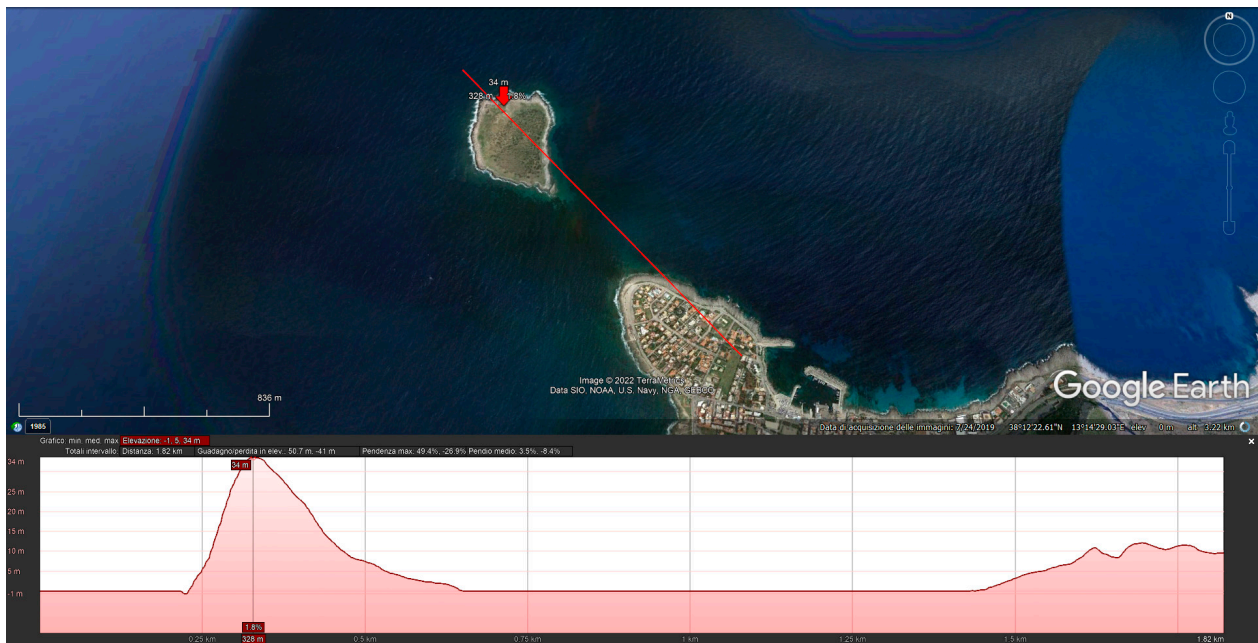 N
34 m
328 m
1.8%
Image © 2022 TerraMetrics
Data SIO, NOAA, U.S. Navy, NGA, GEBCO
Google Earth
836 m
1985
Data di acquisizione delle immagini: 7/24/2019 38°12'22.61"N 13°14'29.03"E elev 0 m alt 3.22 km
Grafico: min, med, max Elevazione: -1, 5, 34 m
Totali intervallo: Distanza: 1.82 km Guadagno/perdita in elev.: 50.7 m, -41 m Pendenza max: 49.4%, -26.9% Pendio medio: 3.5%, -8.4%
34 m
34 m
25 m
20 m
15 m
10 m
5 m
-1 m
1.8%
0.25 km 328 m 0.5 km 0.75 km 1 km 1.25 km 1.5 km 1.82 km